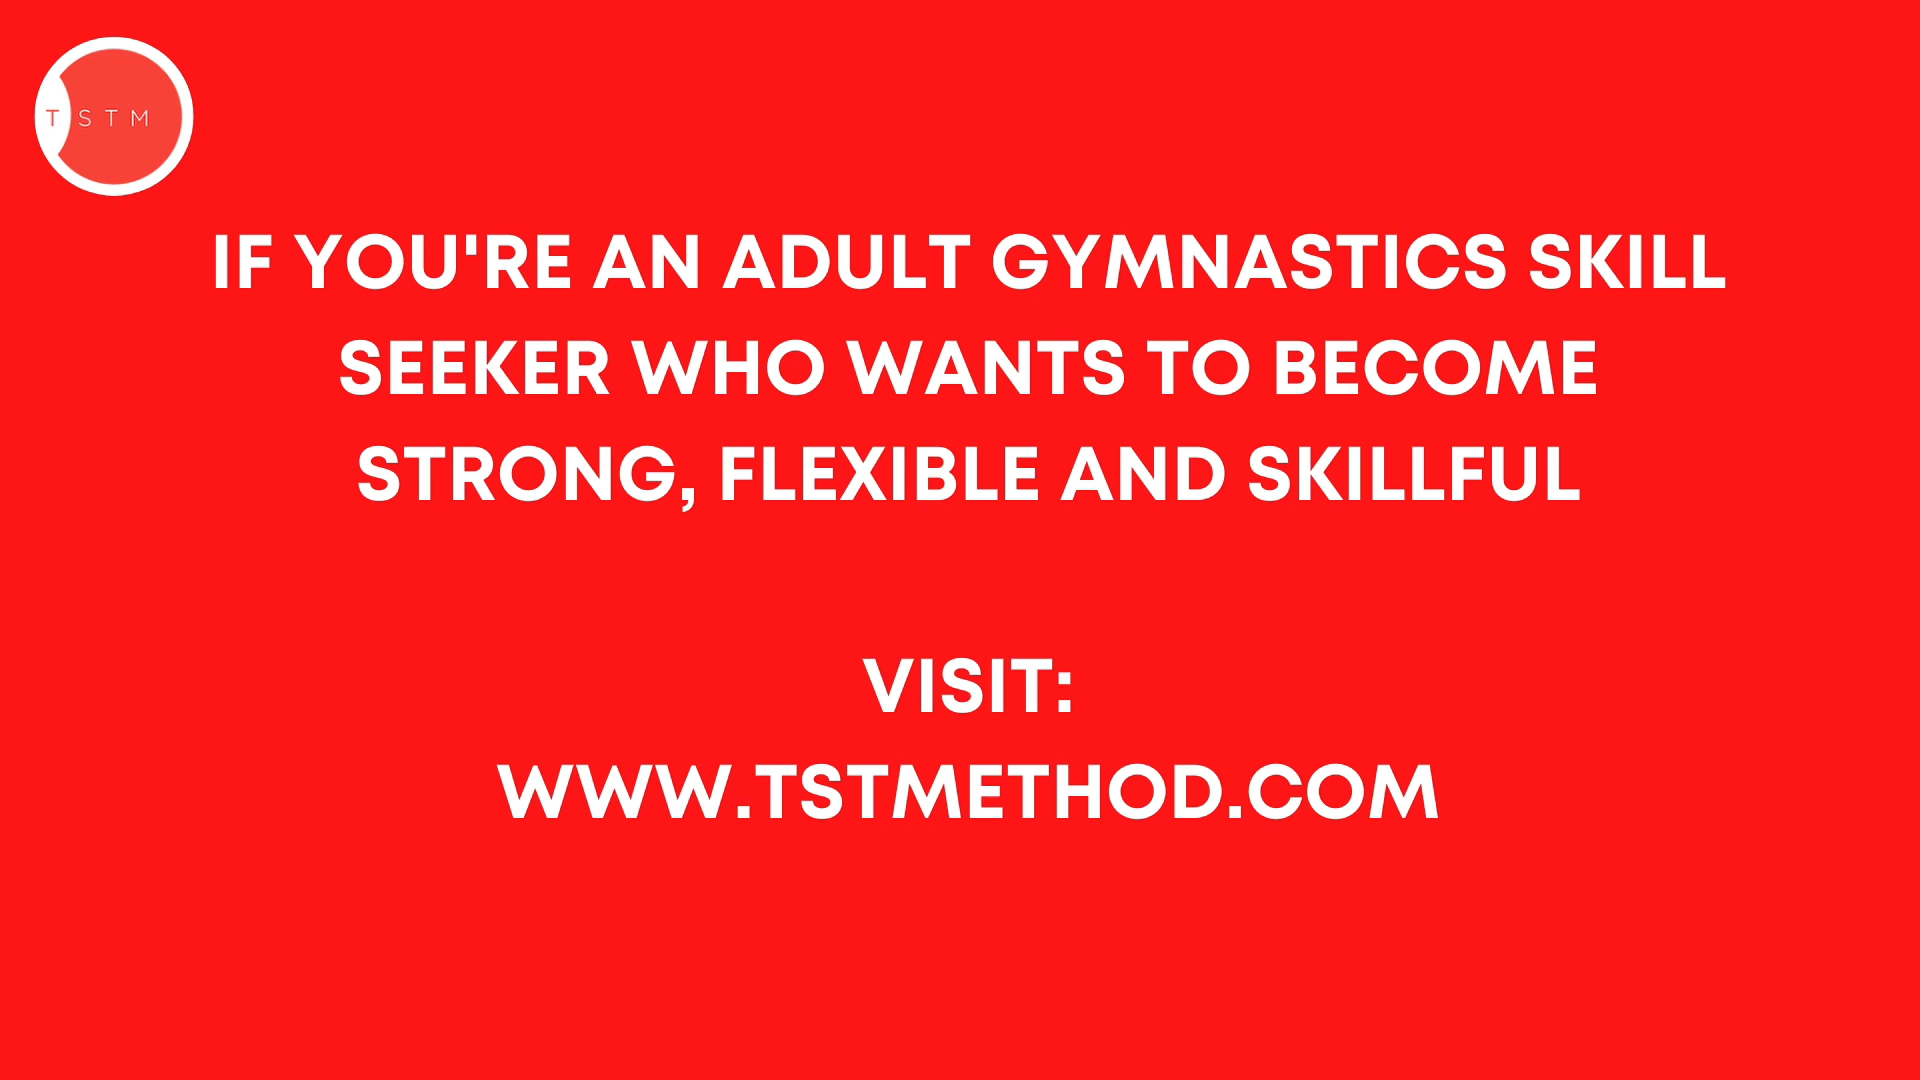 TSTM
IF YOU'RE AN ADULT GYMNASTICS SKILL
SEEKER WHO WANTS TO BECOME
STRONG, FLEXIBLE AND SKILLFUL
VISIT:
WWW.TSTMETHOD.COM